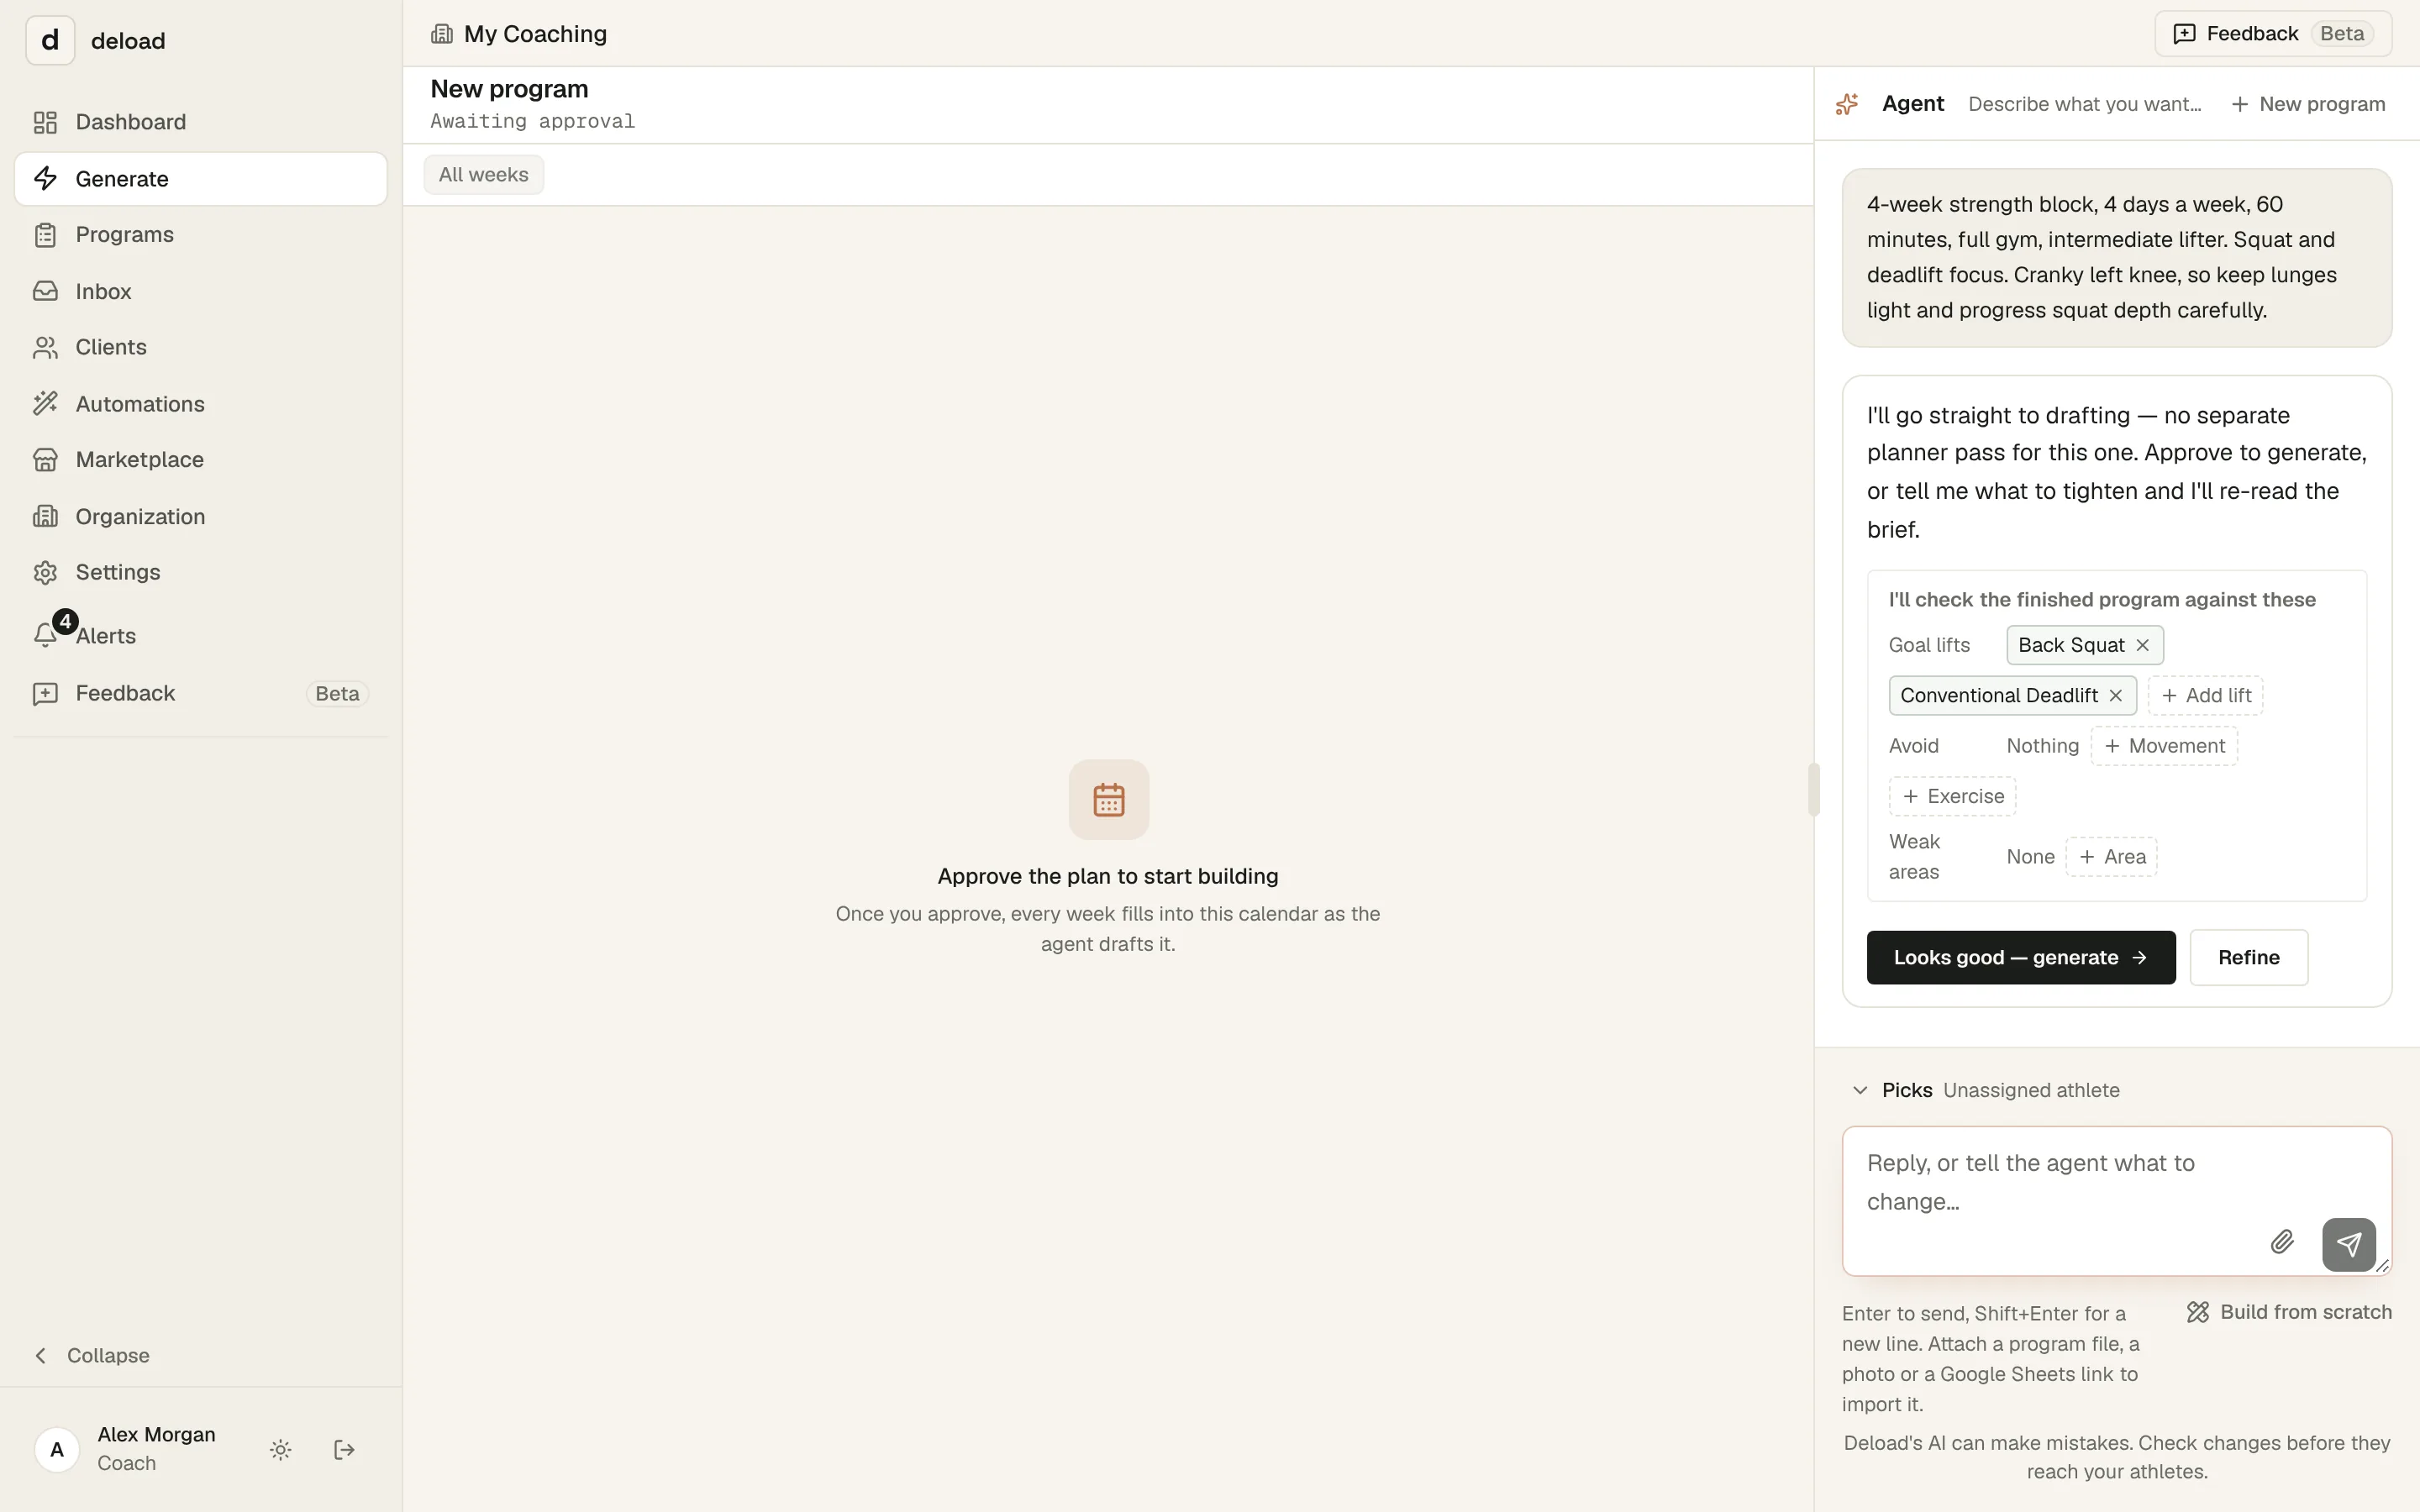 d deload
Dashboard
Generate
Programs
Inbox
Clients
Automations
Marketplace
Organization
Settings
4
Alerts
Feedback Beta
Collapse
A
Alex Morgan
Coach
My Coaching
Feedback Beta
New program
Awaiting approval
All weeks
Approve the plan to start building
Once you approve, every week fills into this calendar as the
agent drafts it.
Agent Describe what you want... + New program
4-week strength block, 4 days a week, 60
minutes, full gym, intermediate lifter. Squat and
deadlift focus. Cranky left knee, so keep lunges
light and progress squat depth carefully.
I'll go straight to drafting — no separate
planner pass for this one. Approve to generate,
or tell me what to tighten and I'll re-read the
brief.
I'll check the finished program against these
Goal lifts Back Squat ×
Conventional Deadlift × + Add lift
Avoid Nothing + Movement
+ Exercise
Weak
areas
None + Area
Looks good — generate →
Refine
Picks Unassigned athlete
Reply, or tell the agent what to
change...
Enter to send, Shift+Enter for a
new line. Attach a program file, a
photo or a Google Sheets link to
import it.
Build from scratch
Deload's AI can make mistakes. Check changes before they
reach your athletes.